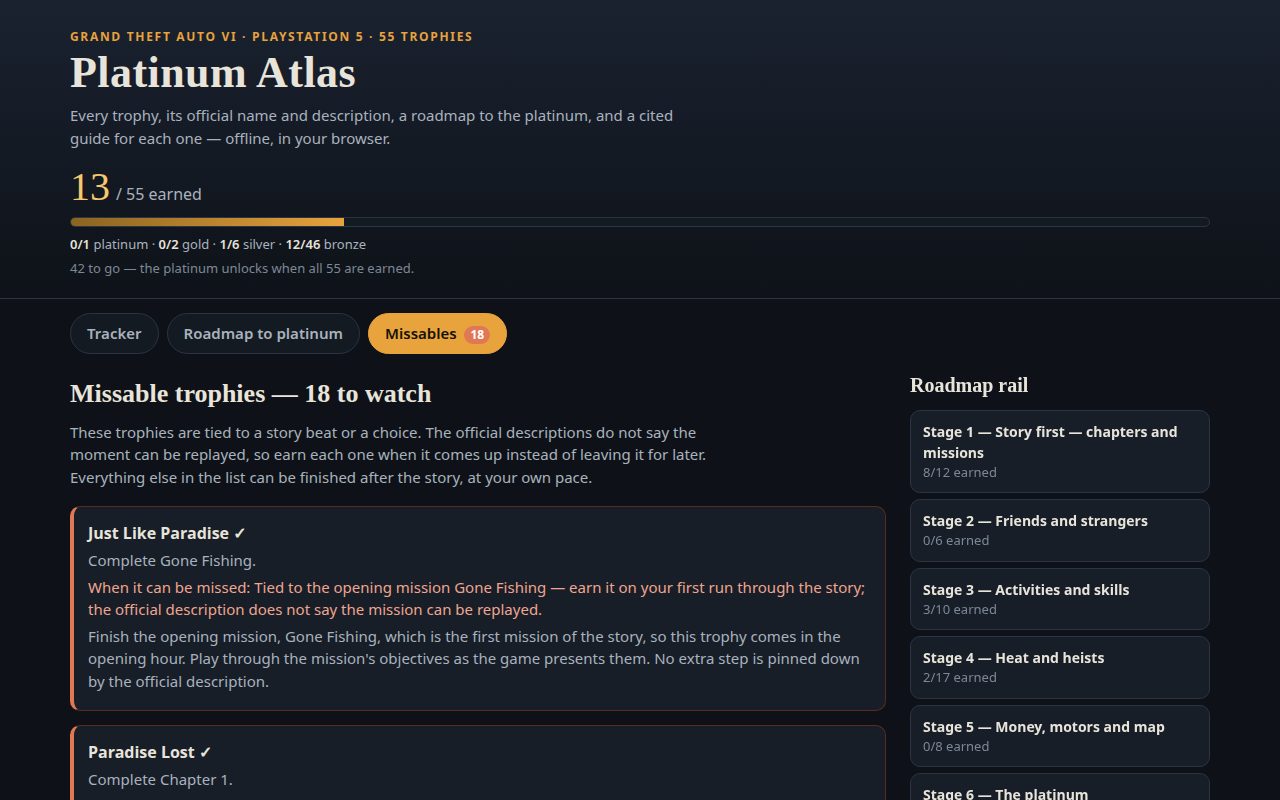 GRAND THEFT AUTO VI · PLAYSTATION 5 · 55 TROPHIES
Platinum Atlas
Every trophy, its official name and description, a roadmap to the platinum, and a cited
guide for each one — offline, in your browser.
13 / 55 earned
0/1 platinum · 0/2 gold · 1/6 silver · 12/46 bronze
42 to go — the platinum unlocks when all 55 are earned.
Tracker
Roadmap to platinum
Missables 18
Missable trophies — 18 to watch
These trophies are tied to a story beat or a choice. The official descriptions do not say the
moment can be replayed, so earn each one when it comes up instead of leaving it for later.
Everything else in the list can be finished after the story, at your own pace.
Just Like Paradise ✓
Complete Gone Fishing.
When it can be missed: Tied to the opening mission Gone Fishing — earn it on your first run through the story;
the official description does not say the mission can be replayed.
Finish the opening mission, Gone Fishing, which is the first mission of the story, so this trophy comes in the
opening hour. Play through the mission's objectives as the game presents them. No extra step is pinned down
by the official description.
Paradise Lost ✓
Complete Chapter 1.
Roadmap rail
Stage 1 — Story first — chapters and
missions
8/12 earned
Stage 2 — Friends and strangers
0/6 earned
Stage 3 — Activities and skills
3/10 earned
Stage 4 — Heat and heists
2/17 earned
Stage 5 — Money, motors and map
0/8 earned
Stage 6 — The platinum